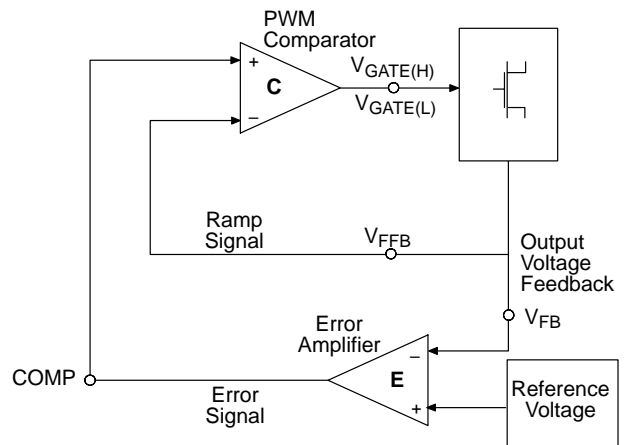 PWM
Comparator
+
C
–
VGATE(H)
VGATE(L)
Ramp
Signal
VFFB
Output
Voltage
Feedback
VFB
Error
Amplifier
–
E
+
COMP
Error
Signal
Reference
Voltage